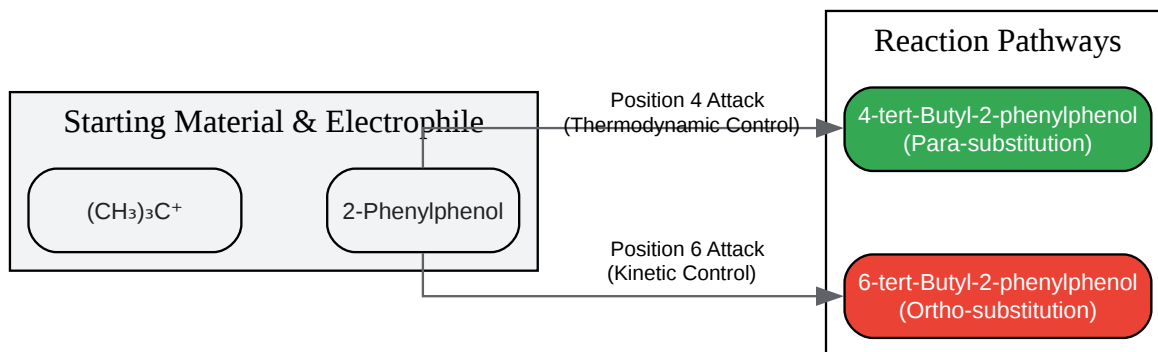 Reaction Pathways
Starting Material & Electrophile
(CH₃)₃C⁺
2-Phenylphenol
Position 4 Attack
(Thermodynamic Control)
4-tert-Butyl-2-phenylphenol
(Para-substitution)
Position 6 Attack
(Kinetic Control)
6-tert-Butyl-2-phenylphenol
(Ortho-substitution)